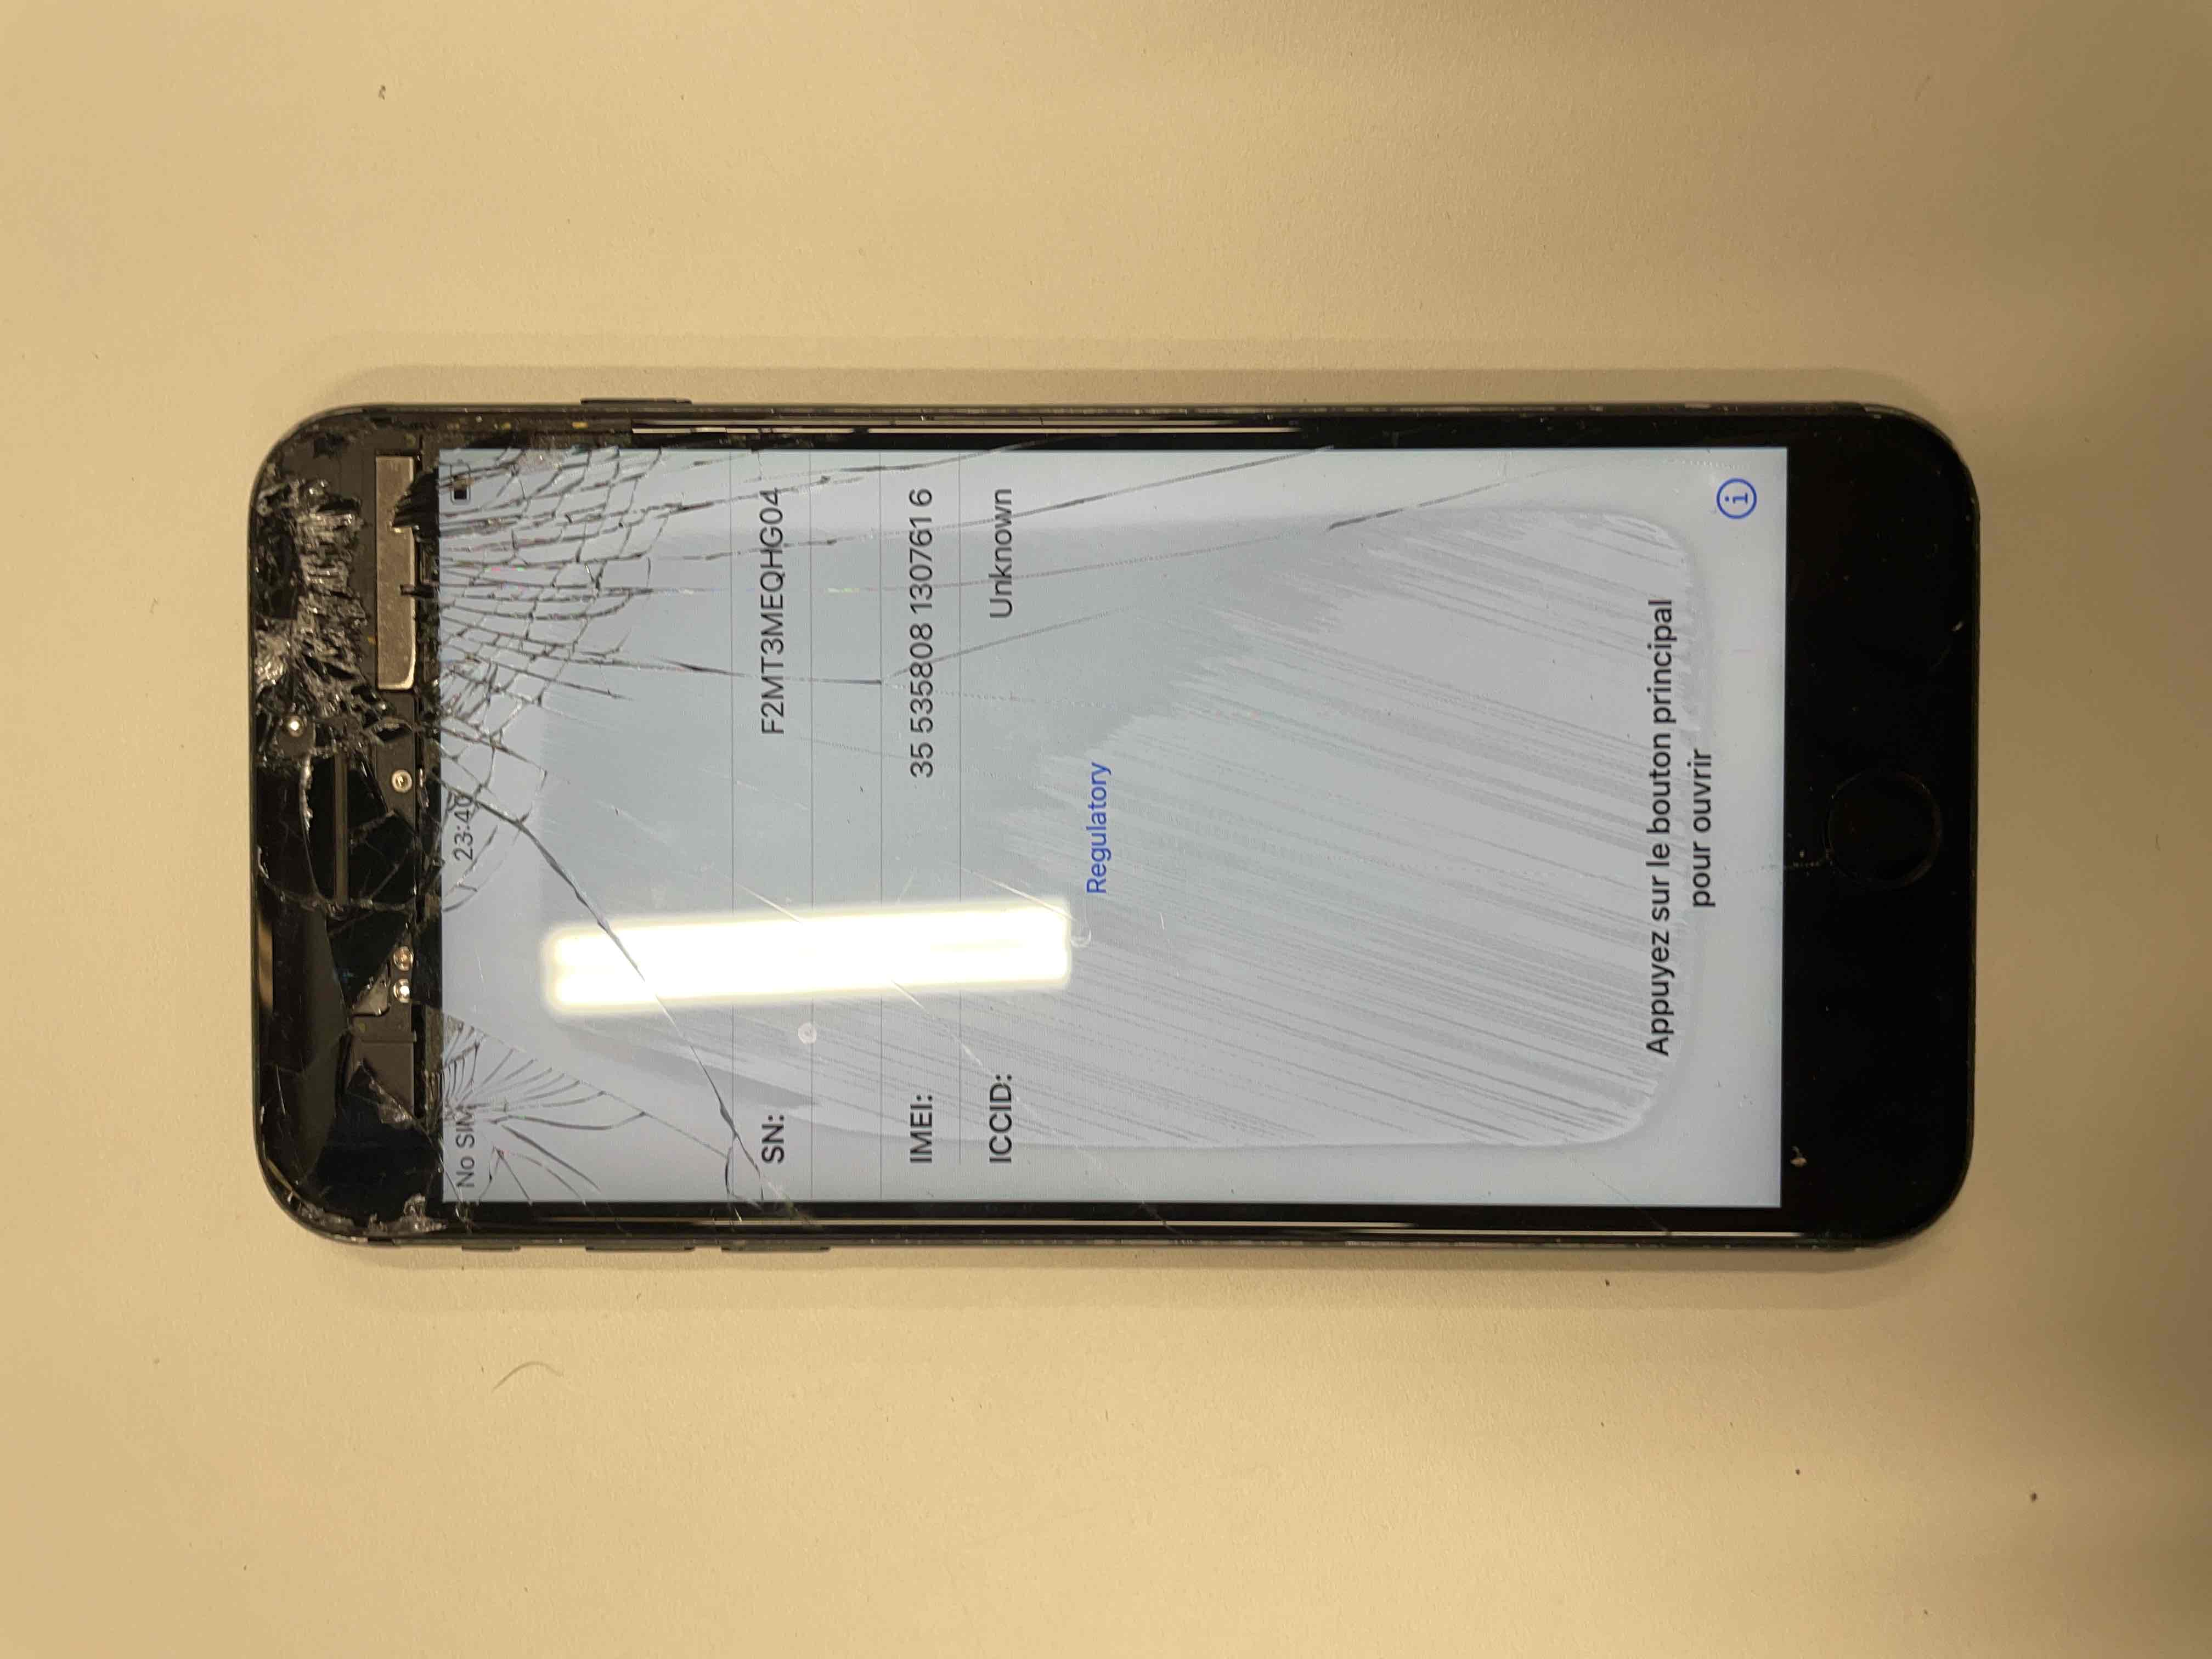 No SIM 23:40
SN: F2MT3MEQHG04
IMEI: 35 535808 130761 6
ICCID: Unknown
Regulatory
Appuyez sur le bouton principal
pour ouvrir